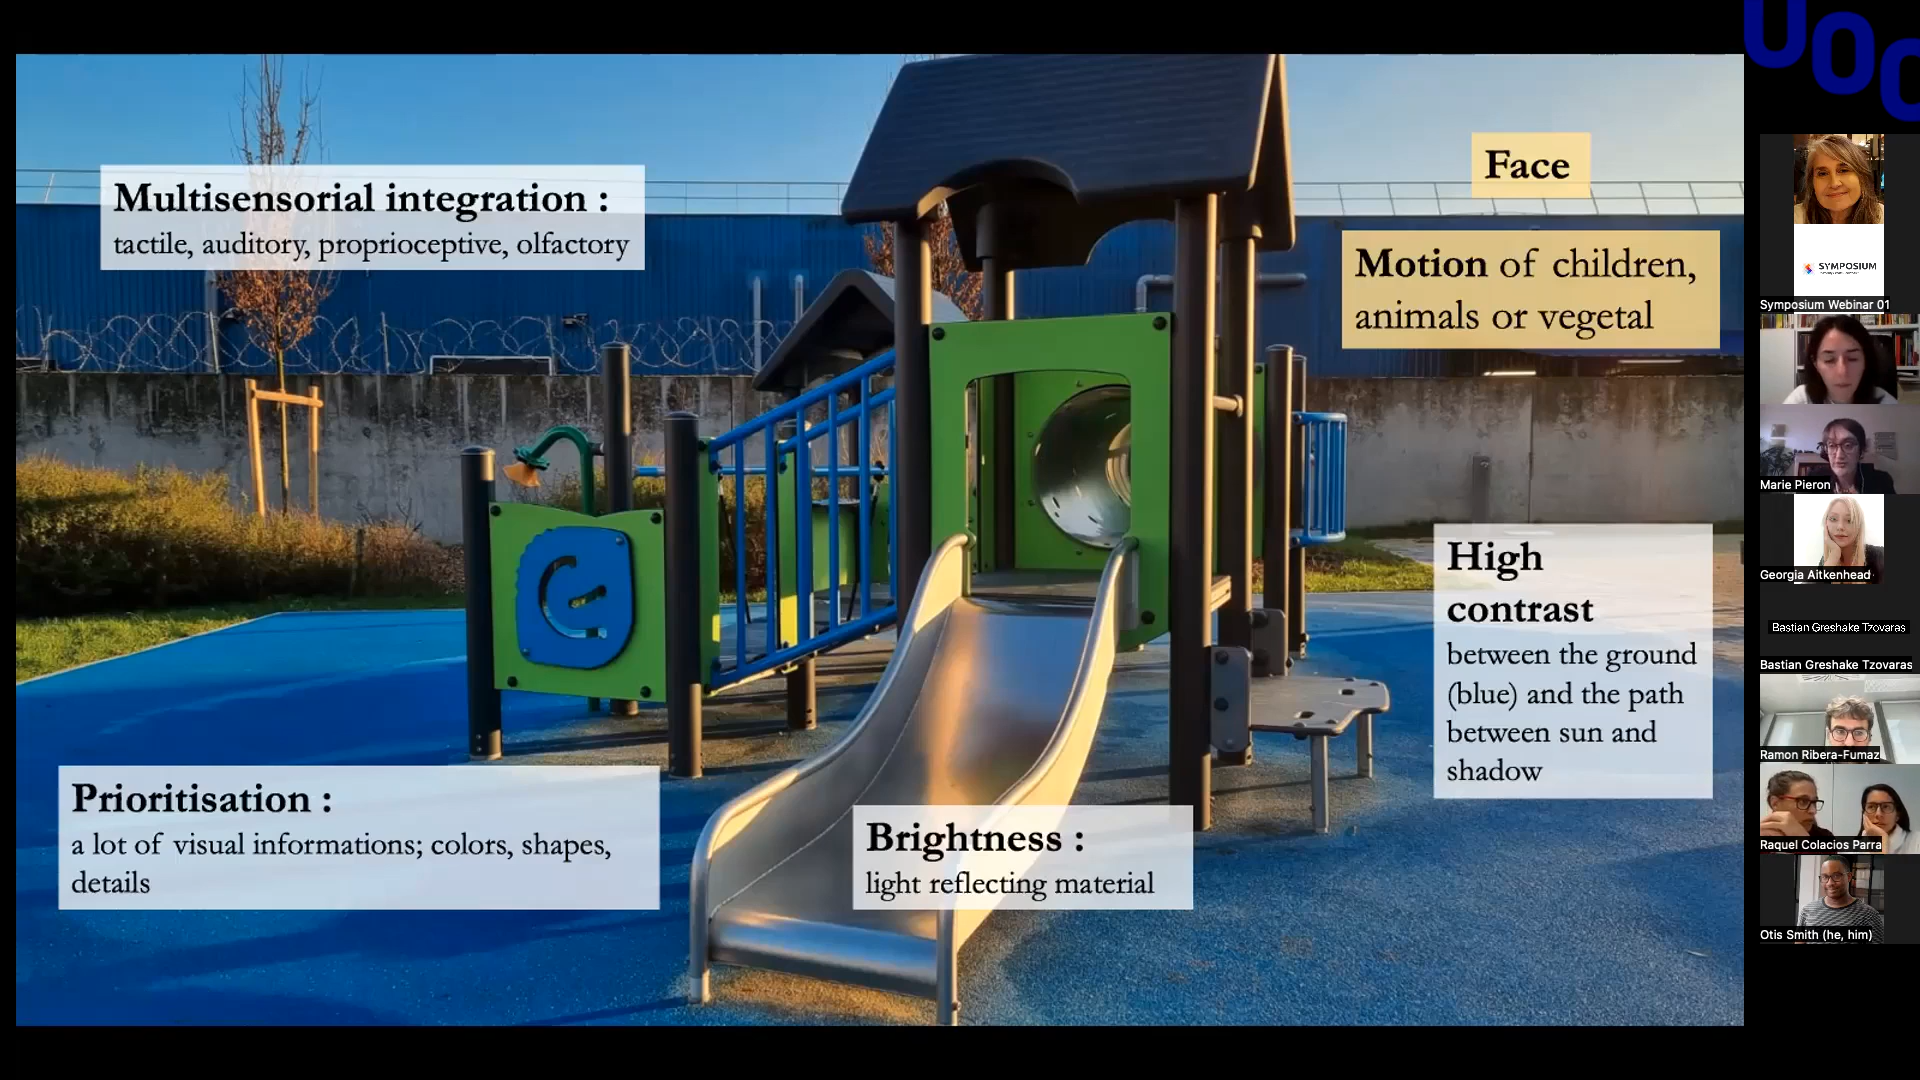 UOC
Multisensorial integration :
tactile, auditory, proprioceptive, olfactory
Face
Motion of children,
animals or vegetal
High
contrast
between the ground
(blue) and the path
between sun and
shadow
Prioritisation :
a lot of visual informations; colors, shapes,
details
Brightness :
light reflecting material
SYMPOSIUM
Symposium Webinar 01
Marie Pieron
Georgia Aitkenhead
Bastian Greshake Tzovaras
Bastian Greshake Tzovaras
Ramon Ribera-Fumaz
Raquel Colacios Parra
Otis Smith (he, him)